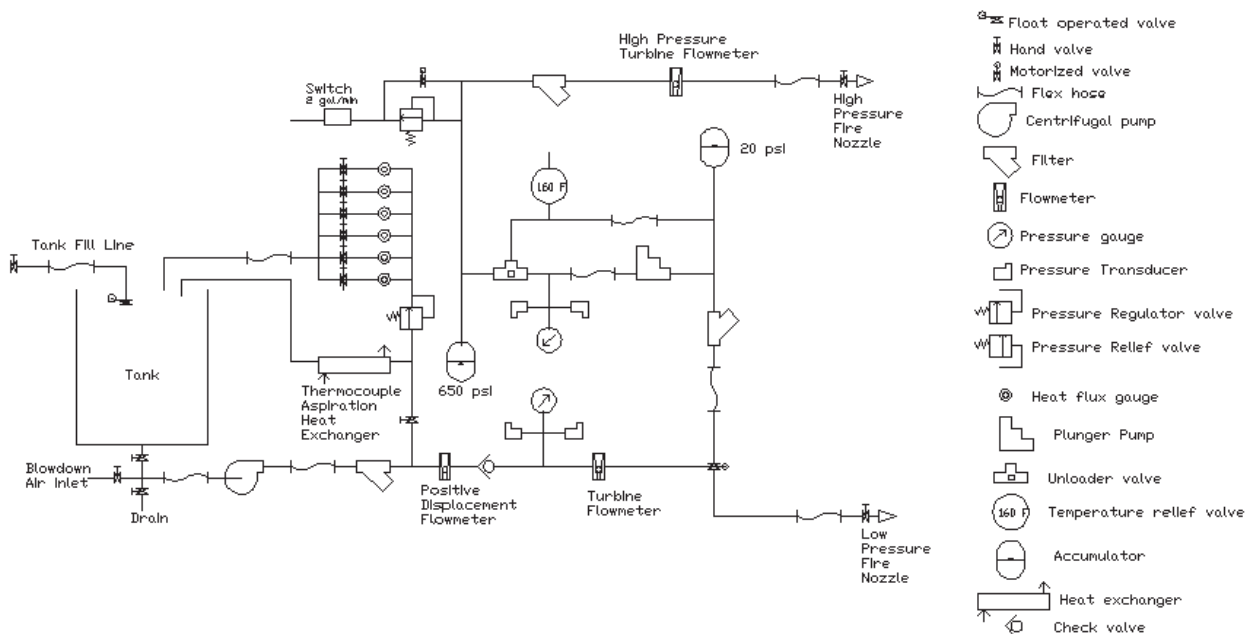 High Pressure
Turbine Flowmeter
Switch
2 gal/min
High
Pressure
Fire
Nozzle
20 psi
160 F
Tank Fill Line
Tank
650 psi
Thermocouple
Aspiration
Heat
Exchanger
Blowdown
Air Inlet
Drain
Positive
Displacement
Flowmeter
Turbine
Flowmeter
Low
Pressure
Fire
Nozzle
Float operated valve
Hand valve
Motorized valve
Flex hose
Centrifugal pump
Filter
Flowmeter
Pressure gauge
Pressure Transducer
Pressure Regulator valve
Pressure Relief valve
Heat flux gauge
Plunger Pump
Unloader valve
160 F
Temperature relief valve
Accumulator
Heat exchanger
Check valve